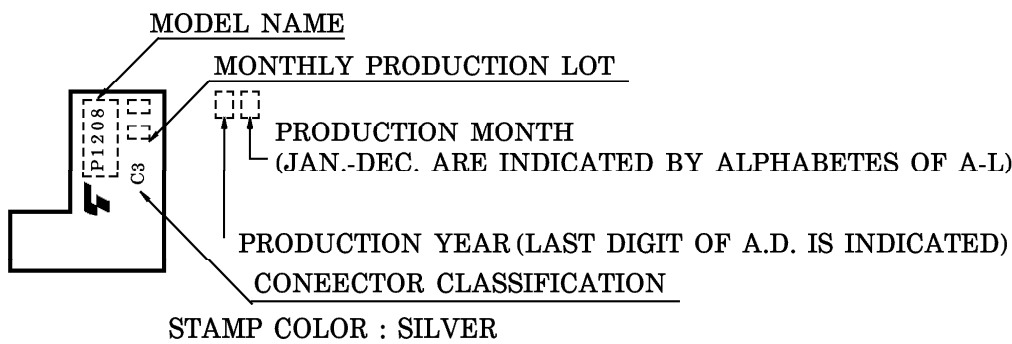 MODEL NAME
MONTHLY PRODUCTION LOT
P1208
C3
PRODUCTION MONTH
(JAN.-DEC. ARE INDICATED BY ALPHABETES OF A-L)
PRODUCTION YEAR (LAST DIGIT OF A.D. IS INDICATED)
CONEECTOR CLASSIFICATION
STAMP COLOR : SILVER